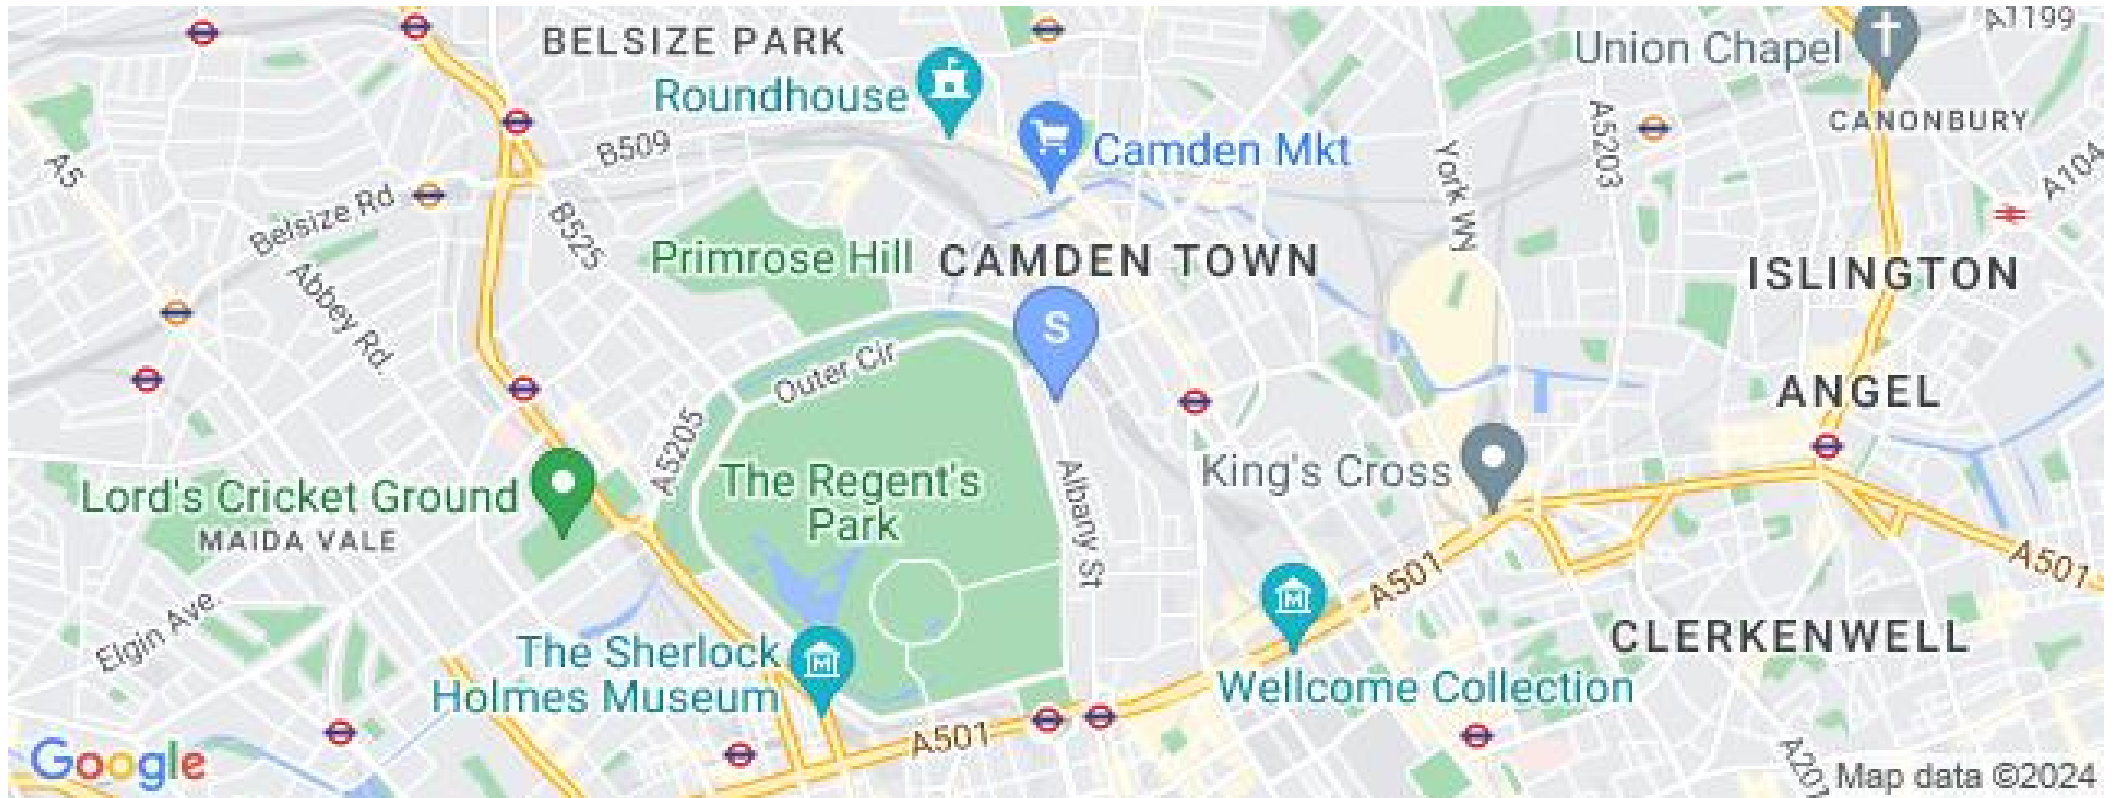 A1199
BELSIZE PARK
Union Chapel
Roundhouse
CANONBURY
B509
Camden Mkt
A5203
York Wy
A104
A5
Belsize Rd
B525
Primrose Hill
CAMDEN TOWN
ISLINGTON
Abbey Rd.
S
Outer Cir
ANGEL
A5205
King's Cross
The Regent's
Park
Lord's Cricket Ground
MAIDA VALE
Albany St
A501
A501
Elgin Ave.
CLERKENWELL
The Sherlock
Holmes Museum
M
M
Wellcome Collection
A501
A201
Google
Map data ©2024